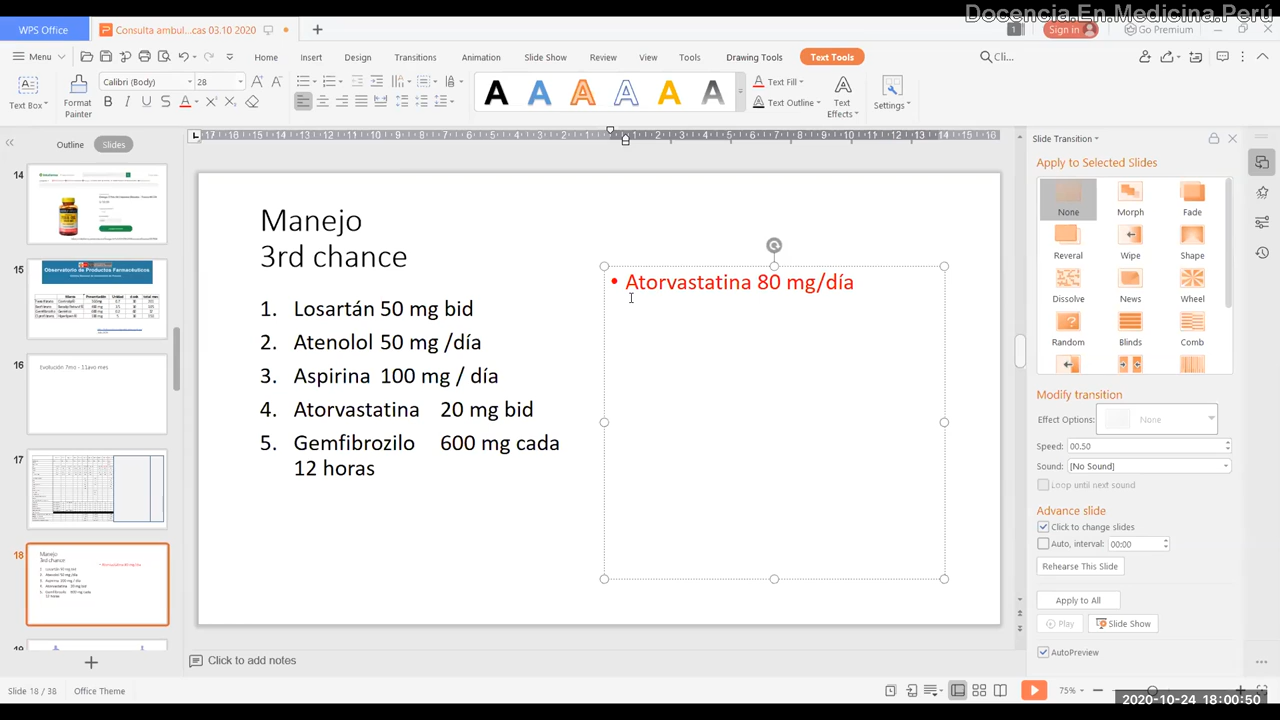 Docencia.En.Medicina.Perú
WPS Office
Consulta ambul...cas 03.10 2020
1
Sign in
Go Premium
Menu
Home
Insert
Design
Transitions
Animation
Slide Show
Review
View
Tools
Drawing Tools
Text Tools
Cli...
Text Box
Format Painter
Calibri (Body)
28
Text Fill
Text Outline
Text Effects
Settings
Outline
Slides
14
15
Observatorio de Productos Farmacéuticos
16
Evolución 7mo - 11avo mes
17
18
19
Manejo
3rd chance
1. Losartán 50 mg bid
2. Atenolol 50 mg /día
3. Aspirina 100 mg / día
4. Atorvastatina 20 mg bid
5. Gemfibrozilo 600 mg cada
12 horas
• Atorvastatina 80 mg/día
Slide Transition
Apply to Selected Slides
None
Morph
Fade
Reveral
Wipe
Shape
Dissolve
News
Wheel
Random
Blinds
Comb
Modify transition
Effect Options:
None
Speed: 00.50
Sound: [No Sound]
Loop until next sound
Advance slide
Click to change slides
Auto, interval: 00:00
Rehearse This Slide
Apply to All
Play
Slide Show
AutoPreview
Click to add notes
Slide 18 / 38
Office Theme
75%
2020-10-24 18:00:50